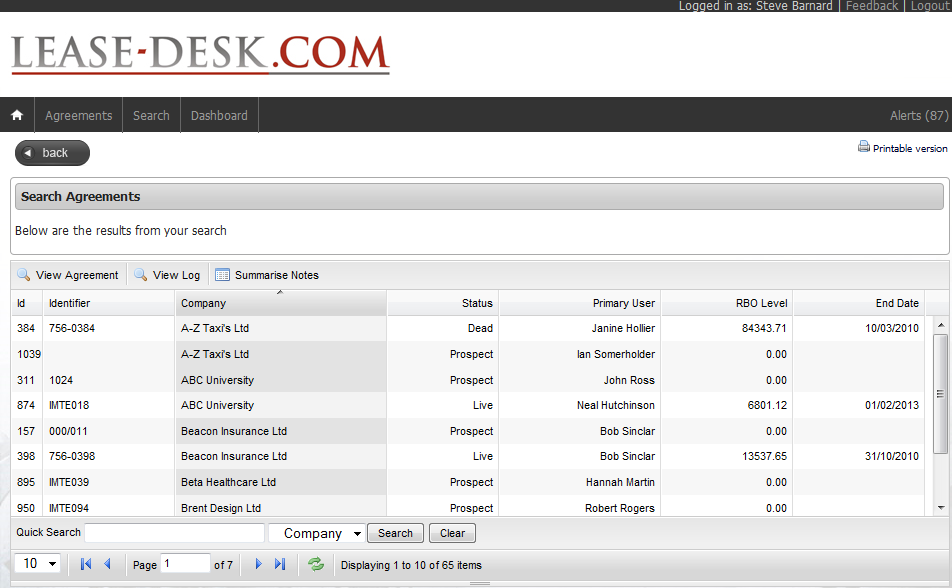 Logged in as: Steve Barnard | Feedback | Logout
LEASE-DESK.COM
Agreements Search Dashboard Alerts (87)
back Printable version
Search Agreements
Below are the results from your search
View Agreement View Log Summarise Notes
Id Identifier Company Status Primary User RBO Level End Date
384 756-0384 A-Z Taxi's Ltd Dead Janine Hollier 84343.71 10/03/2010
1039 A-Z Taxi's Ltd Prospect Ian Somerholder 0.00
311 1024 ABC University Prospect John Ross 0.00
874 IMTE018 ABC University Live Neal Hutchinson 6801.12 01/02/2013
157 000/011 Beacon Insurance Ltd Prospect Bob Sinclar 0.00
398 756-0398 Beacon Insurance Ltd Live Bob Sinclar 13537.65 31/10/2010
895 IMTE039 Beta Healthcare Ltd Prospect Hannah Martin 0.00
950 IMTE094 Brent Design Ltd Prospect Robert Rogers 0.00
Quick Search Company Search Clear
10 Page 1 of 7 Displaying 1 to 10 of 65 items